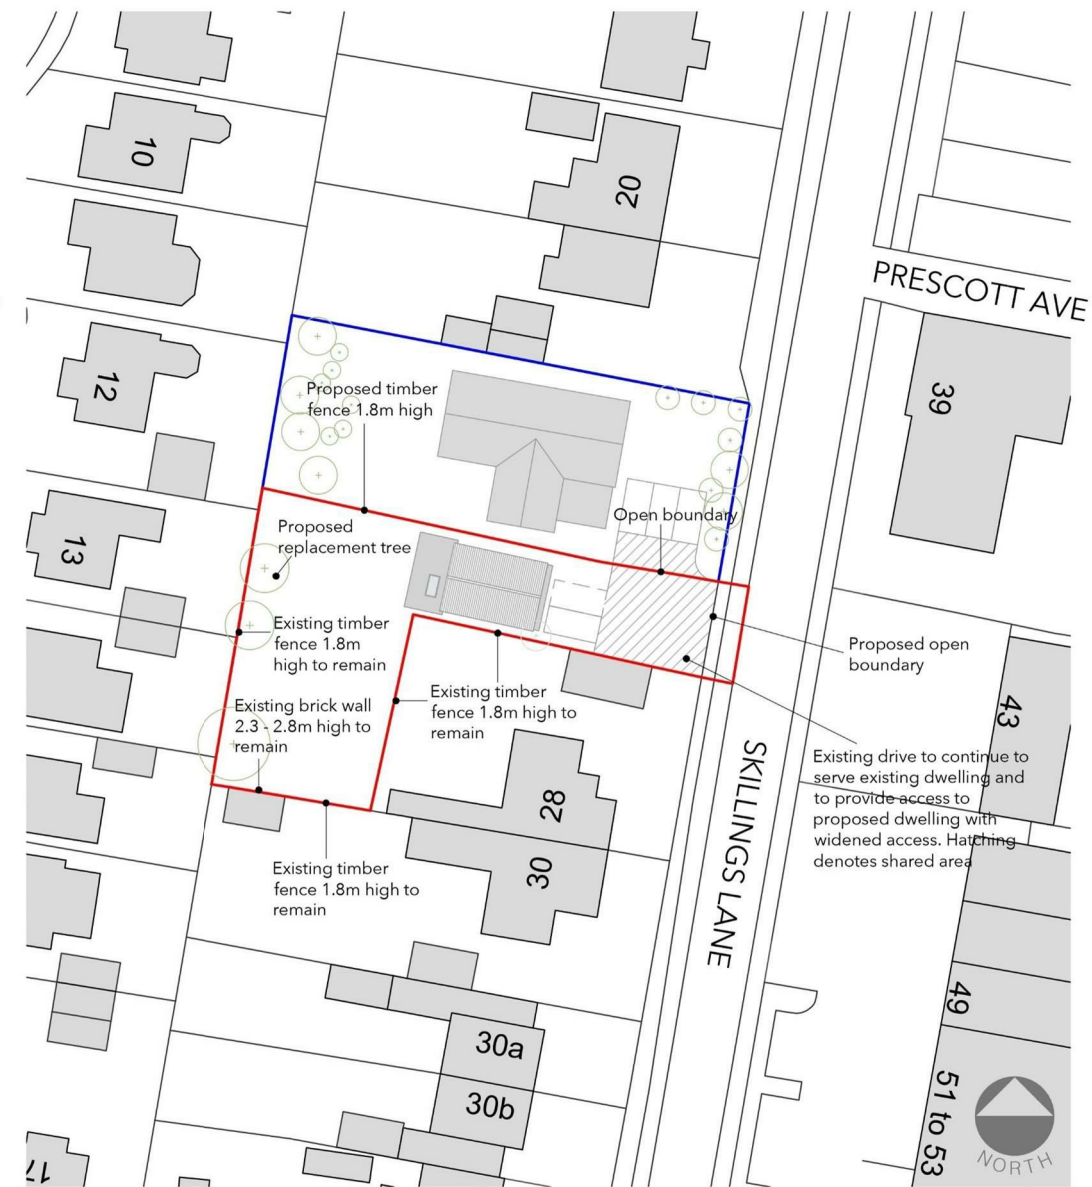 10
20
PRESCOTT AVE
12
39
Proposed timber
fence 1.8m high
Open boundary
13
Proposed
replacement tree
Existing timber
fence 1.8m
high to remain
Proposed open
boundary
Existing timber
fence 1.8m high to
remain
Existing brick wall
2.3 - 2.8m high to
remain
43
SKILLINGS LANE
Existing drive to continue to
serve existing dwelling and
to provide access to
proposed dwelling with
widened access. Hatching
denotes shared area
28
30
Existing timber
fence 1.8m high to
remain
49
30a
30b
51 to 53
NORTH
17